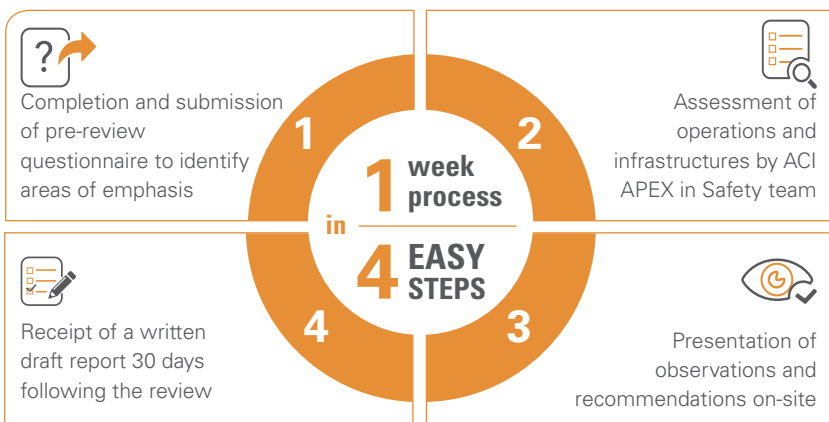 ?
Completion and submission
of pre-review
questionnaire to identify
areas of emphasis
1
2
Assessment of
operations and
infrastructures by ACI
APEX in Safety team
1 week
process
in
4 EASY
STEPS
4
Receipt of a written
draft report 30 days
following the review
3
Presentation of
observations and
recommendations on-site